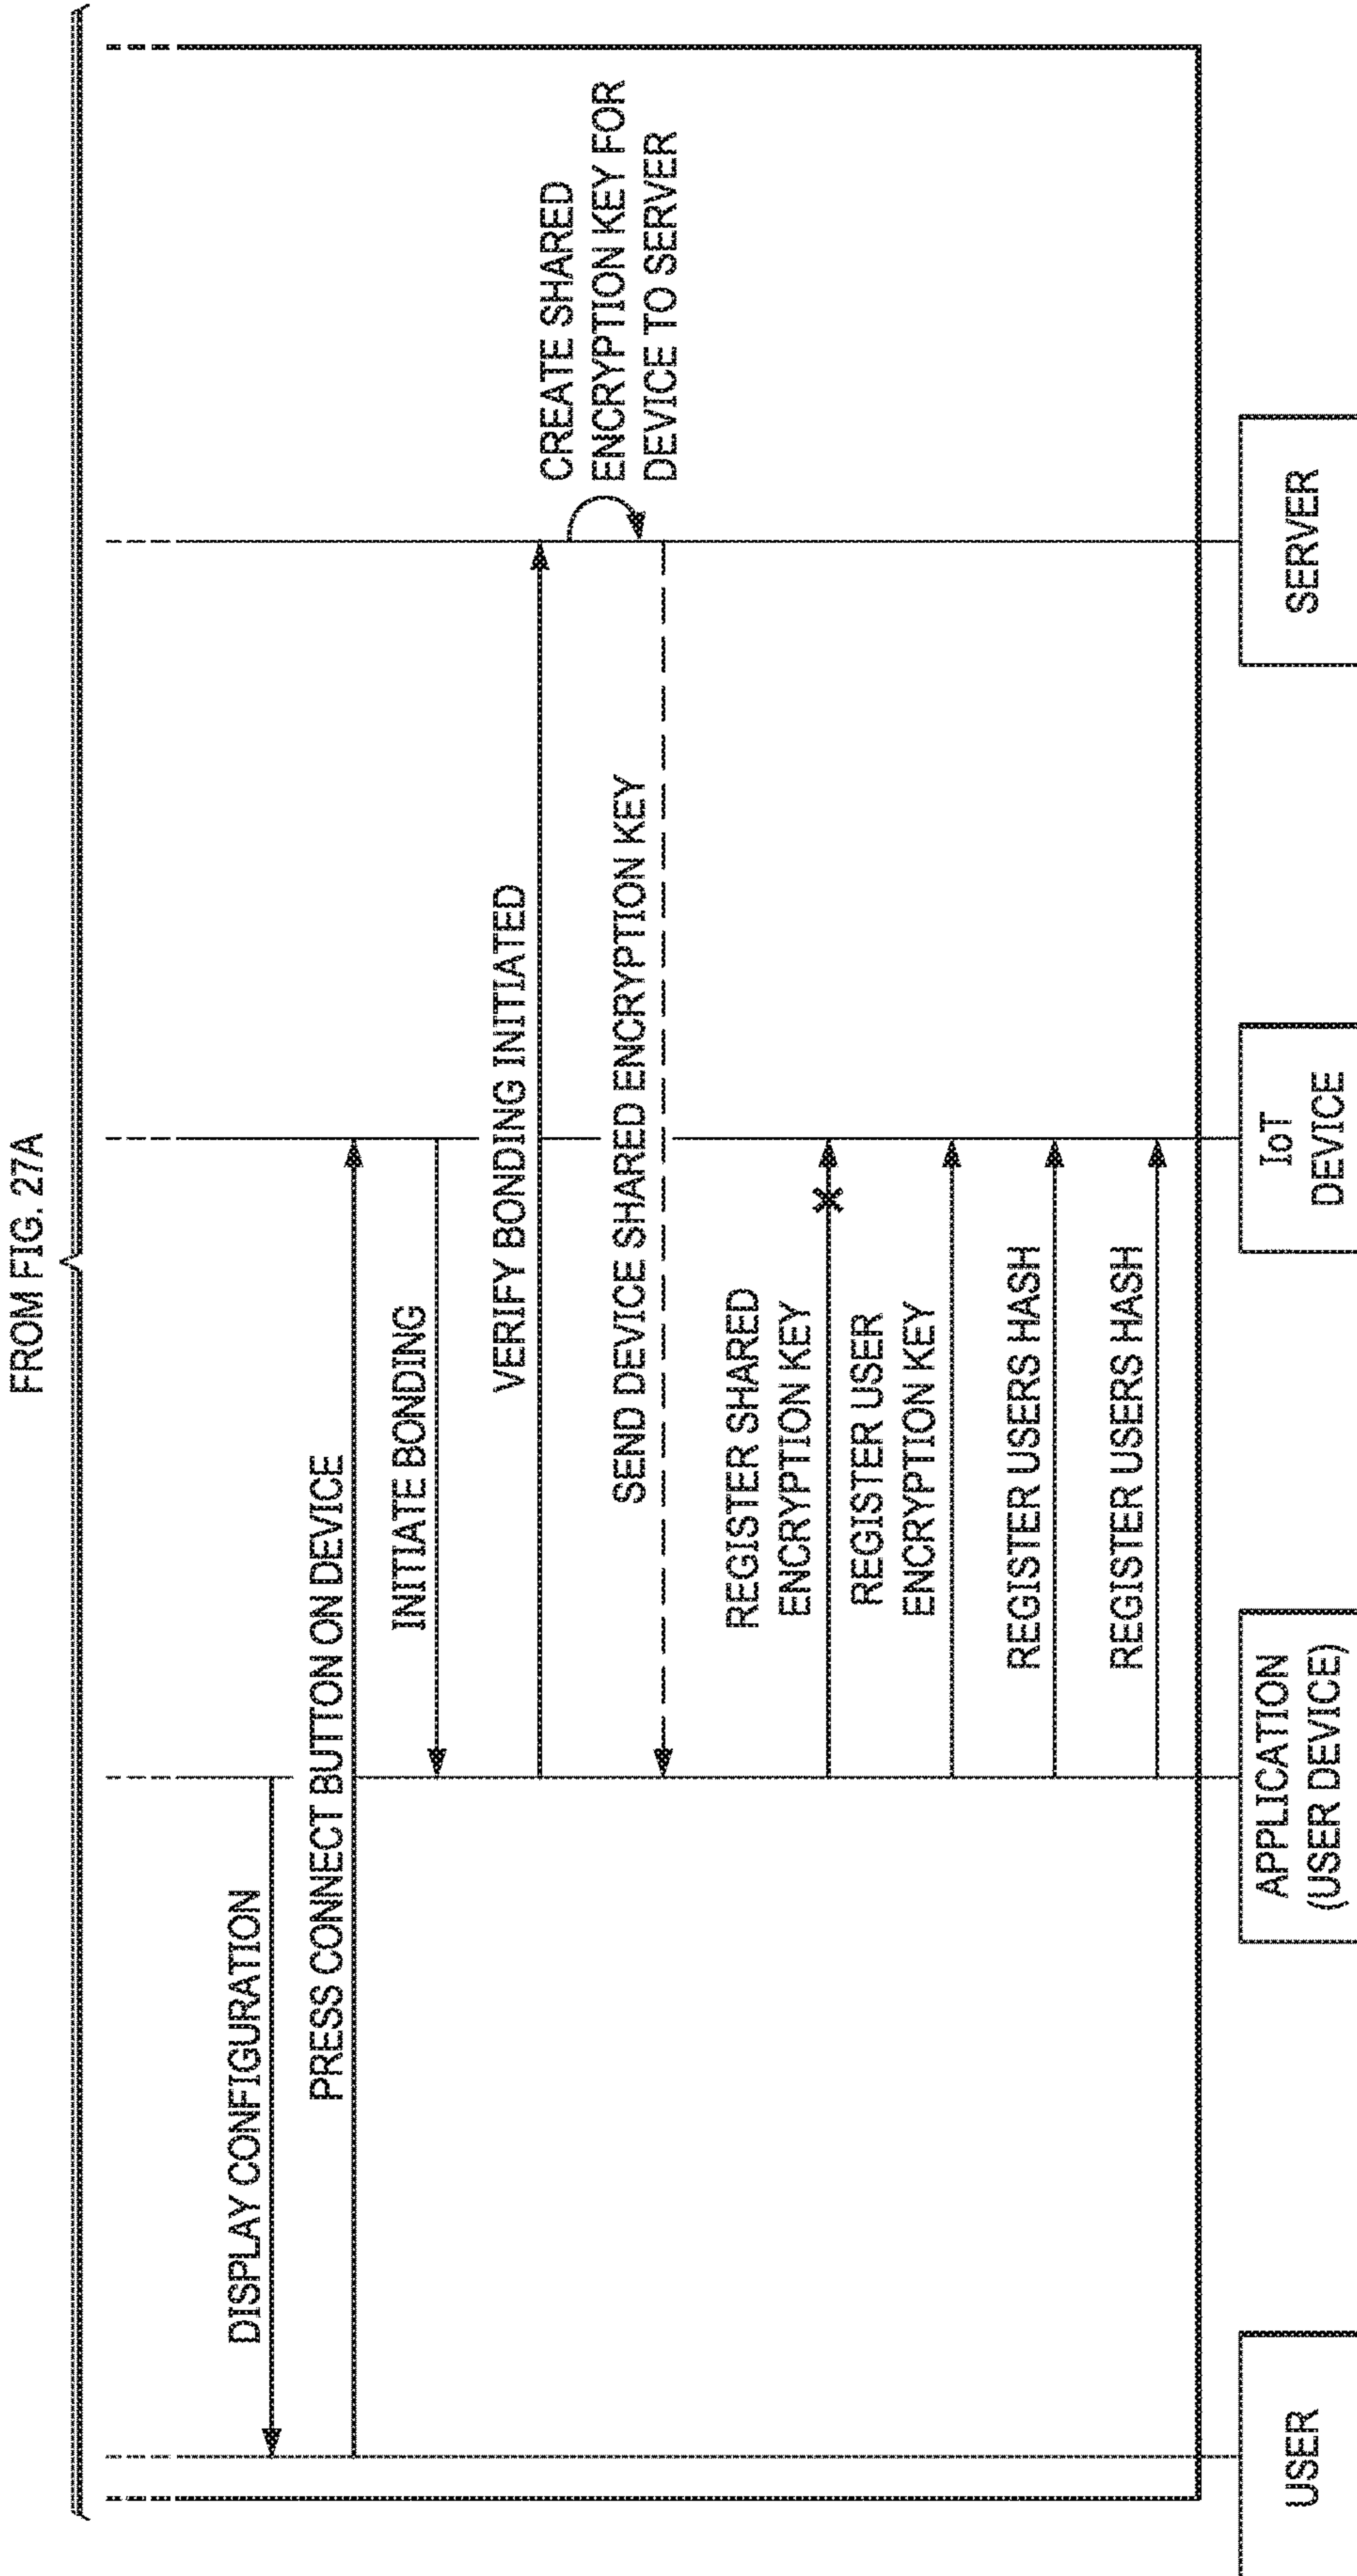 FROM FIG. 27A
DISPLAY CONFIGURATION
PRESS CONNECT BUTTON ON DEVICE
INITIATE BONDING
VERIFY BONDING INITIATED
CREATE SHARED
ENCRYPTION KEY FOR
DEVICE TO SERVER
SEND DEVICE SHARED ENCRYPTION KEY
REGISTER SHARED
ENCRYPTION KEY
REGISTER USER
ENCRYPTION KEY
REGISTER USERS HASH
REGISTER USERS HASH
USER
APPLICATION
(USER DEVICE)
IoT
DEVICE
SERVER